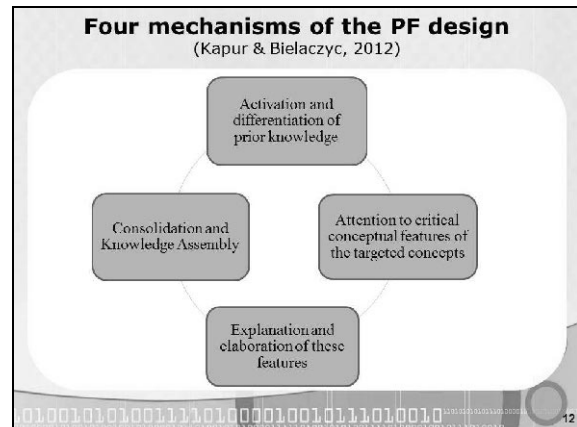 Four mechanisms of the PF design
(Kapur & Bielaczyc, 2012)
Activation and
differentiation of
prior knowledge
Attention to critical
conceptual features of
the targeted concepts
Explanation and
elaboration of these
features
Consolidation and
Knowledge Assembly
12